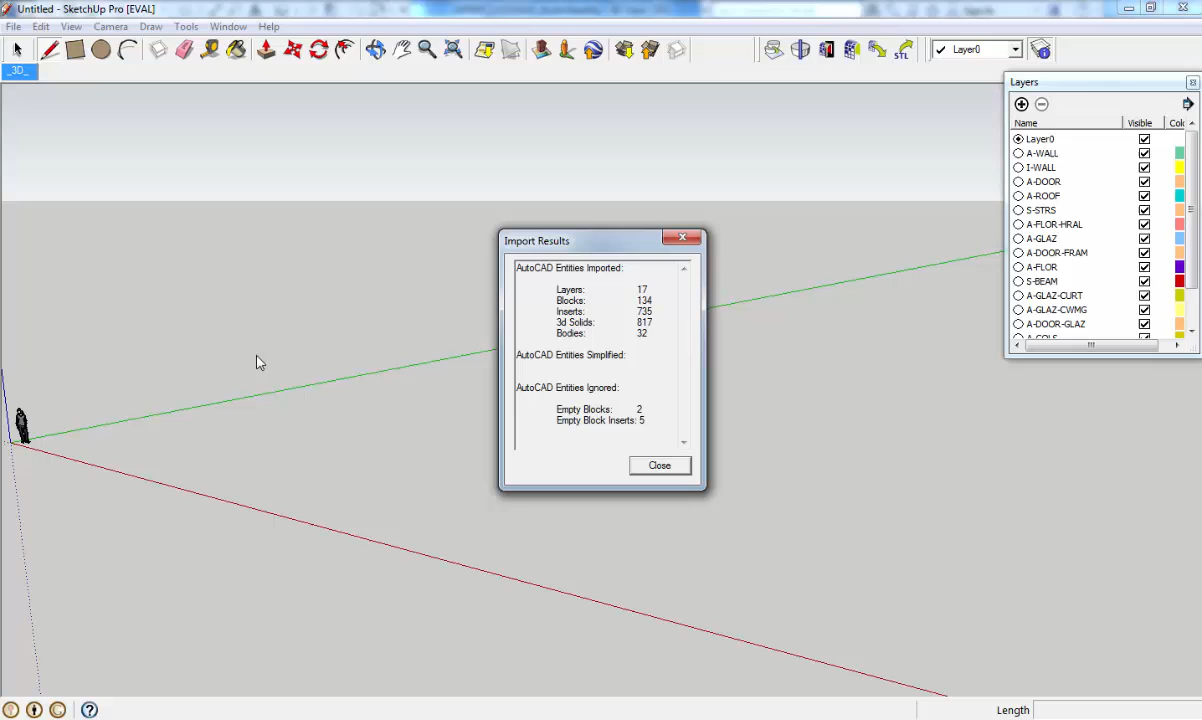 Untitled - SketchUp Pro [EVAL]
File Edit View Camera Draw Tools Window Help
STL
Layer0
_3D_
Layers
Name Visible Colo
Layer0
A-WALL
I-WALL
A-DOOR
A-ROOF
S-STRS
A-FLOR-HRAL
A-GLAZ
A-DOOR-FRAM
A-FLOR
S-BEAM
A-GLAZ-CURT
A-GLAZ-CWMG
A-DOOR-GLAZ
Import Results
AutoCAD Entities Imported:
Layers: 17
Blocks: 134
Inserts: 735
3d Solids: 817
Bodies: 32
AutoCAD Entities Simplified:
AutoCAD Entities Ignored:
Empty Blocks: 2
Empty Block Inserts: 5
Close
Length